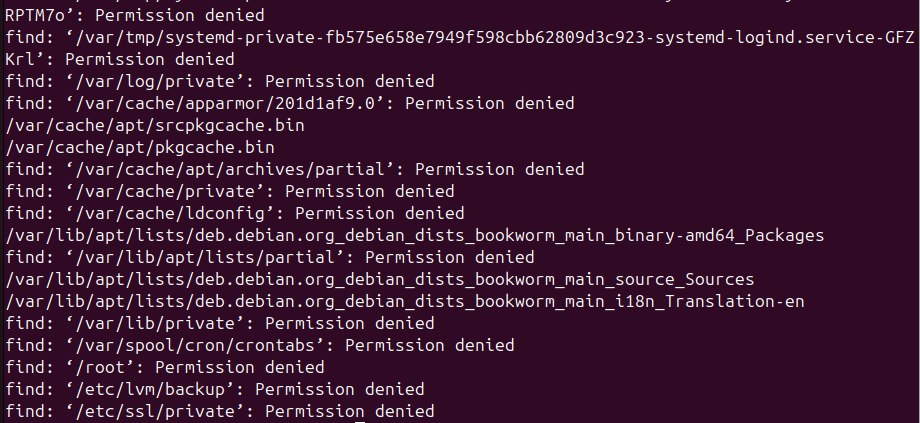 RPTM7o’: Permission denied
find: ‘/var/tmp/systemd-private-fb575e658e7949f598cbb62809d3c923-systemd-logind.service-GFZ
Krl’: Permission denied
find: ‘/var/log/private’: Permission denied
find: ‘/var/cache/apparmor/201d1af9.0’: Permission denied
/var/cache/apt/srcpkgcache.bin
/var/cache/apt/pkgcache.bin
find: ‘/var/cache/apt/archives/partial’: Permission denied
find: ‘/var/cache/private’: Permission denied
find: ‘/var/cache/ldconfig’: Permission denied
/var/lib/apt/lists/deb.debian.org_debian_dists_bookworm_main_binary-amd64_Packages
find: ‘/var/lib/apt/lists/partial’: Permission denied
/var/lib/apt/lists/deb.debian.org_debian_dists_bookworm_main_source_Sources
/var/lib/apt/lists/deb.debian.org_debian_dists_bookworm_main_i18n_Translation-en
find: ‘/var/lib/private’: Permission denied
find: ‘/var/spool/cron/crontabs’: Permission denied
find: ‘/root’: Permission denied
find: ‘/etc/lvm/backup’: Permission denied
find: ‘/etc/ssl/private’: Permission denied